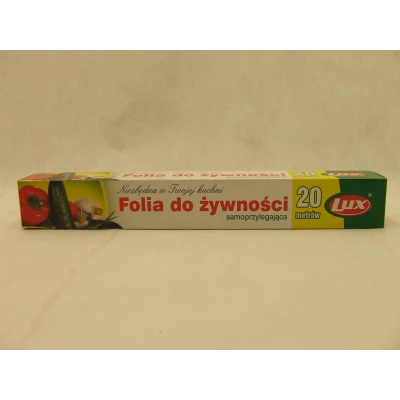 Niezbędna w Twojej kuchni
Folia do żywności
samoprzylegająca
20
metrów
Lux®